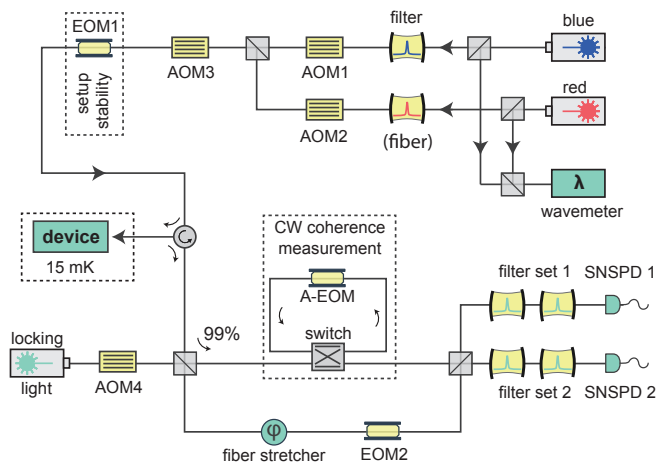 EOM1
filter
blue
AOM3
AOM1
setup
stability
red
AOM2
(fiber)
λ
wavemeter
device
15 mK
CW coherence
measurement
A-EOM
switch
filter set 1
SNSPD 1
locking
light
99%
AOM4
filter set 2
SNSPD 2
φ
fiber stretcher
EOM2